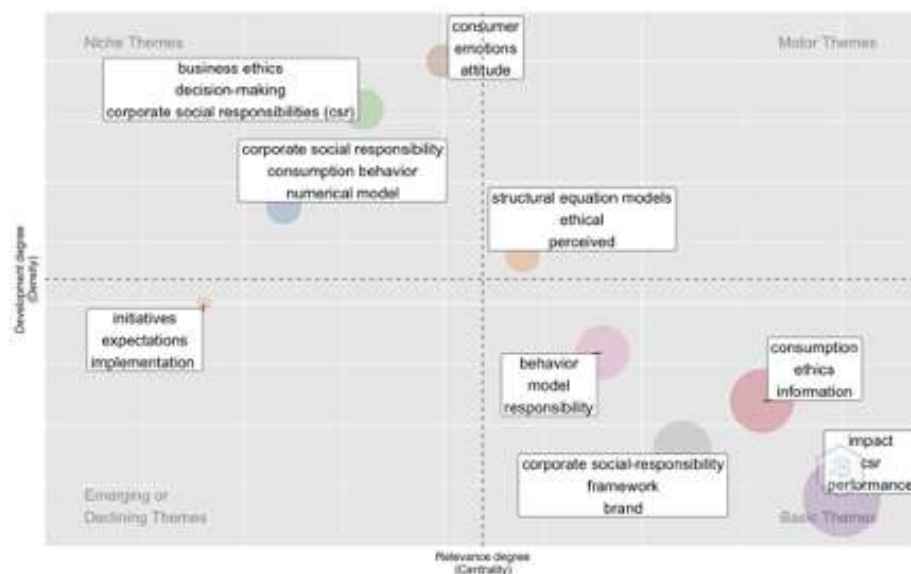 Niche Themes
Motor Themes
consumer
emotions
attitude
business ethics
decision-making
corporate social responsibilities (csr)
corporate social responsibility
consumption behavior
numerical model
structural equation models
ethical
perceived
Development degree
(Density)
initiatives
expectations
implementation
behavior
model
responsibility
consumption
ethics
information
impact
csr
performance
corporate social-responsibility
framework
brand
Emerging or
Declining Themes
Basic Themes
Relevance degree
(Centrality)